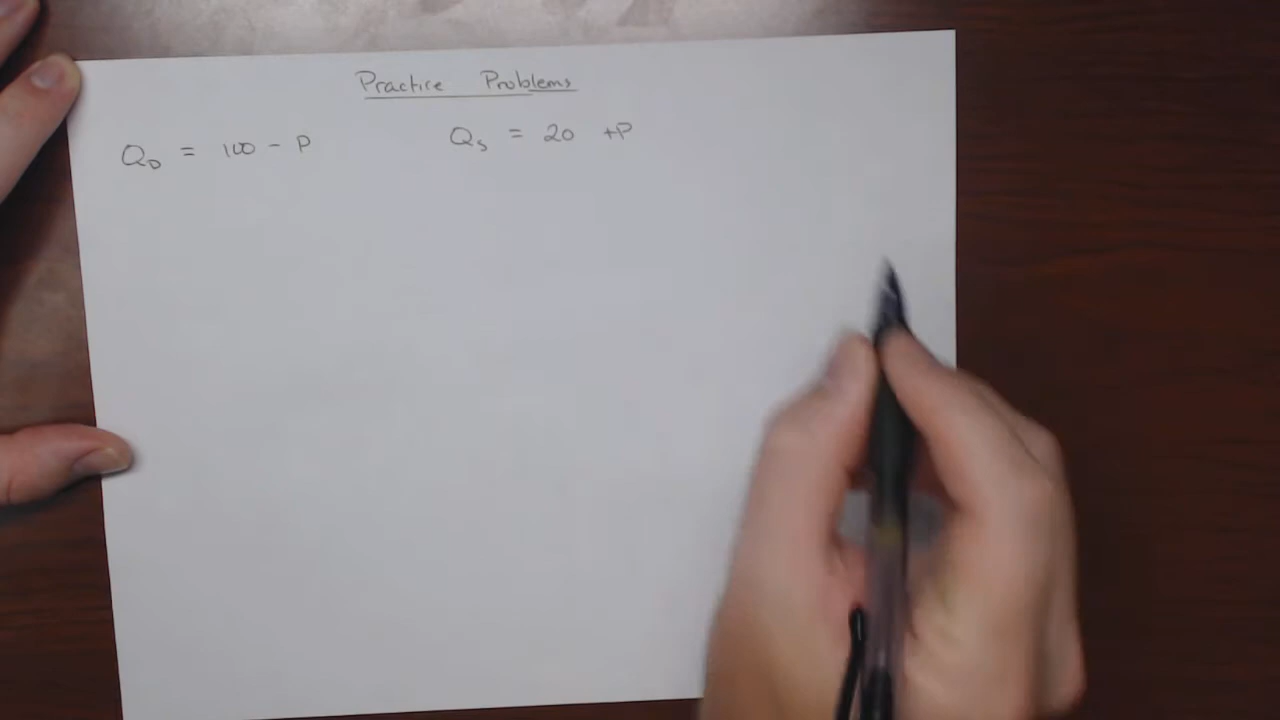 Practice Problems
Q_D = 100 - P Q_S = 20 +P